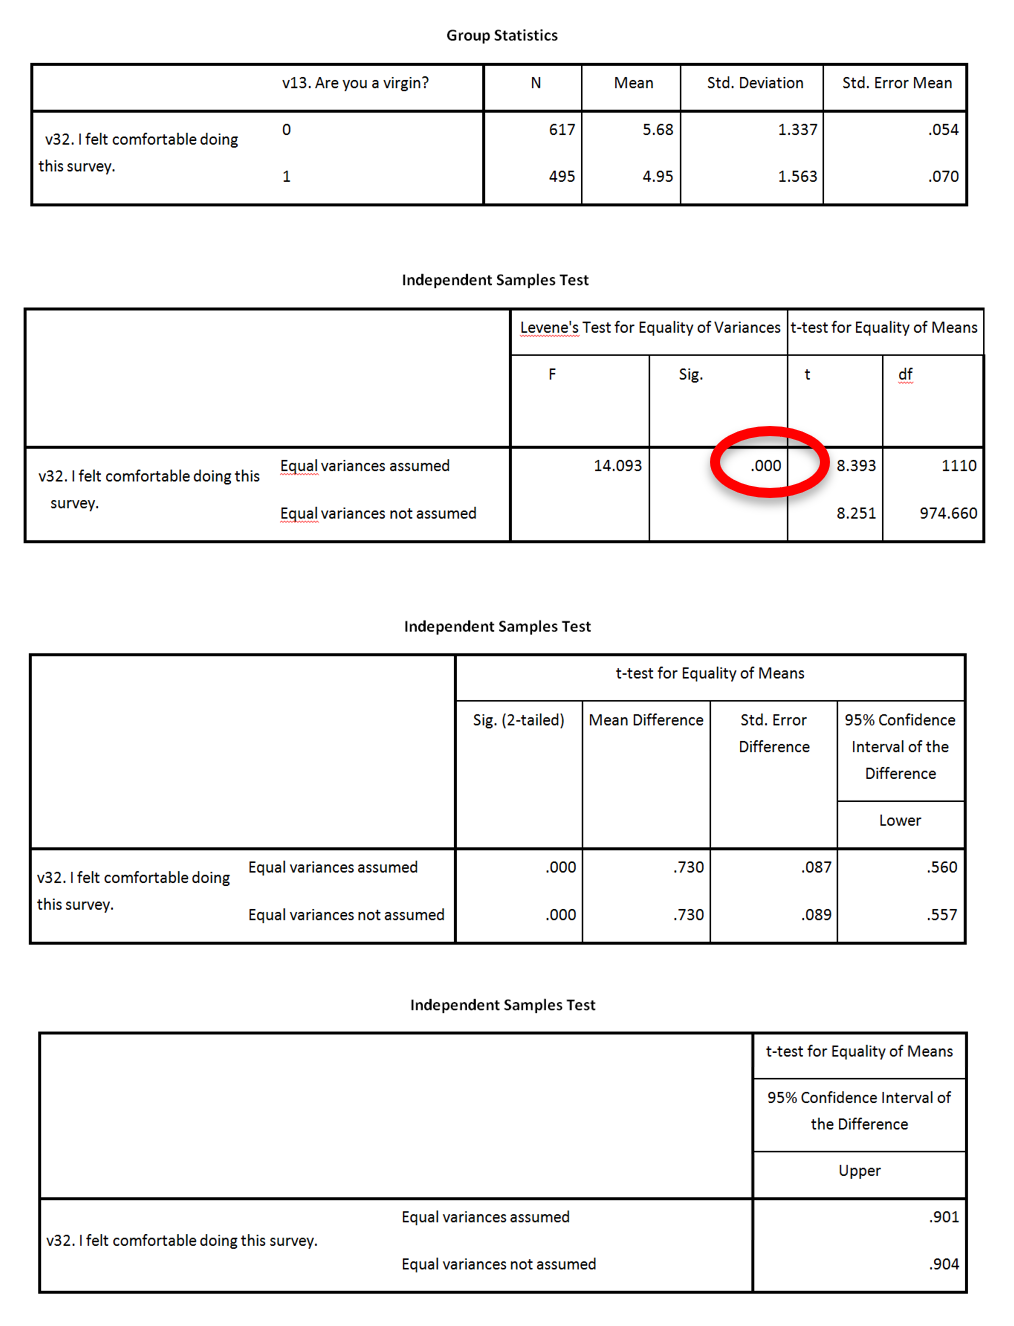 Group Statistics
v13. Are you a virgin? N Mean Std. Deviation Std. Error Mean
v32. I felt comfortable doing this survey. 0 617 5.68 1.337 .054
1 495 4.95 1.563 .070
Independent Samples Test
Levene's Test for Equality of Variances t-test for Equality of Means
F Sig. t df
v32. I felt comfortable doing this survey. Equal variances assumed 14.093 .000 8.393 1110
Equal variances not assumed 8.251 974.660
Independent Samples Test
t-test for Equality of Means
Sig. (2-tailed) Mean Difference Std. Error Difference 95% Confidence Interval of the Difference
Lower
v32. I felt comfortable doing this survey. Equal variances assumed .000 .730 .087 .560
Equal variances not assumed .000 .730 .089 .557
Independent Samples Test
t-test for Equality of Means
95% Confidence Interval of the Difference
Upper
v32. I felt comfortable doing this survey. Equal variances assumed .901
Equal variances not assumed .904